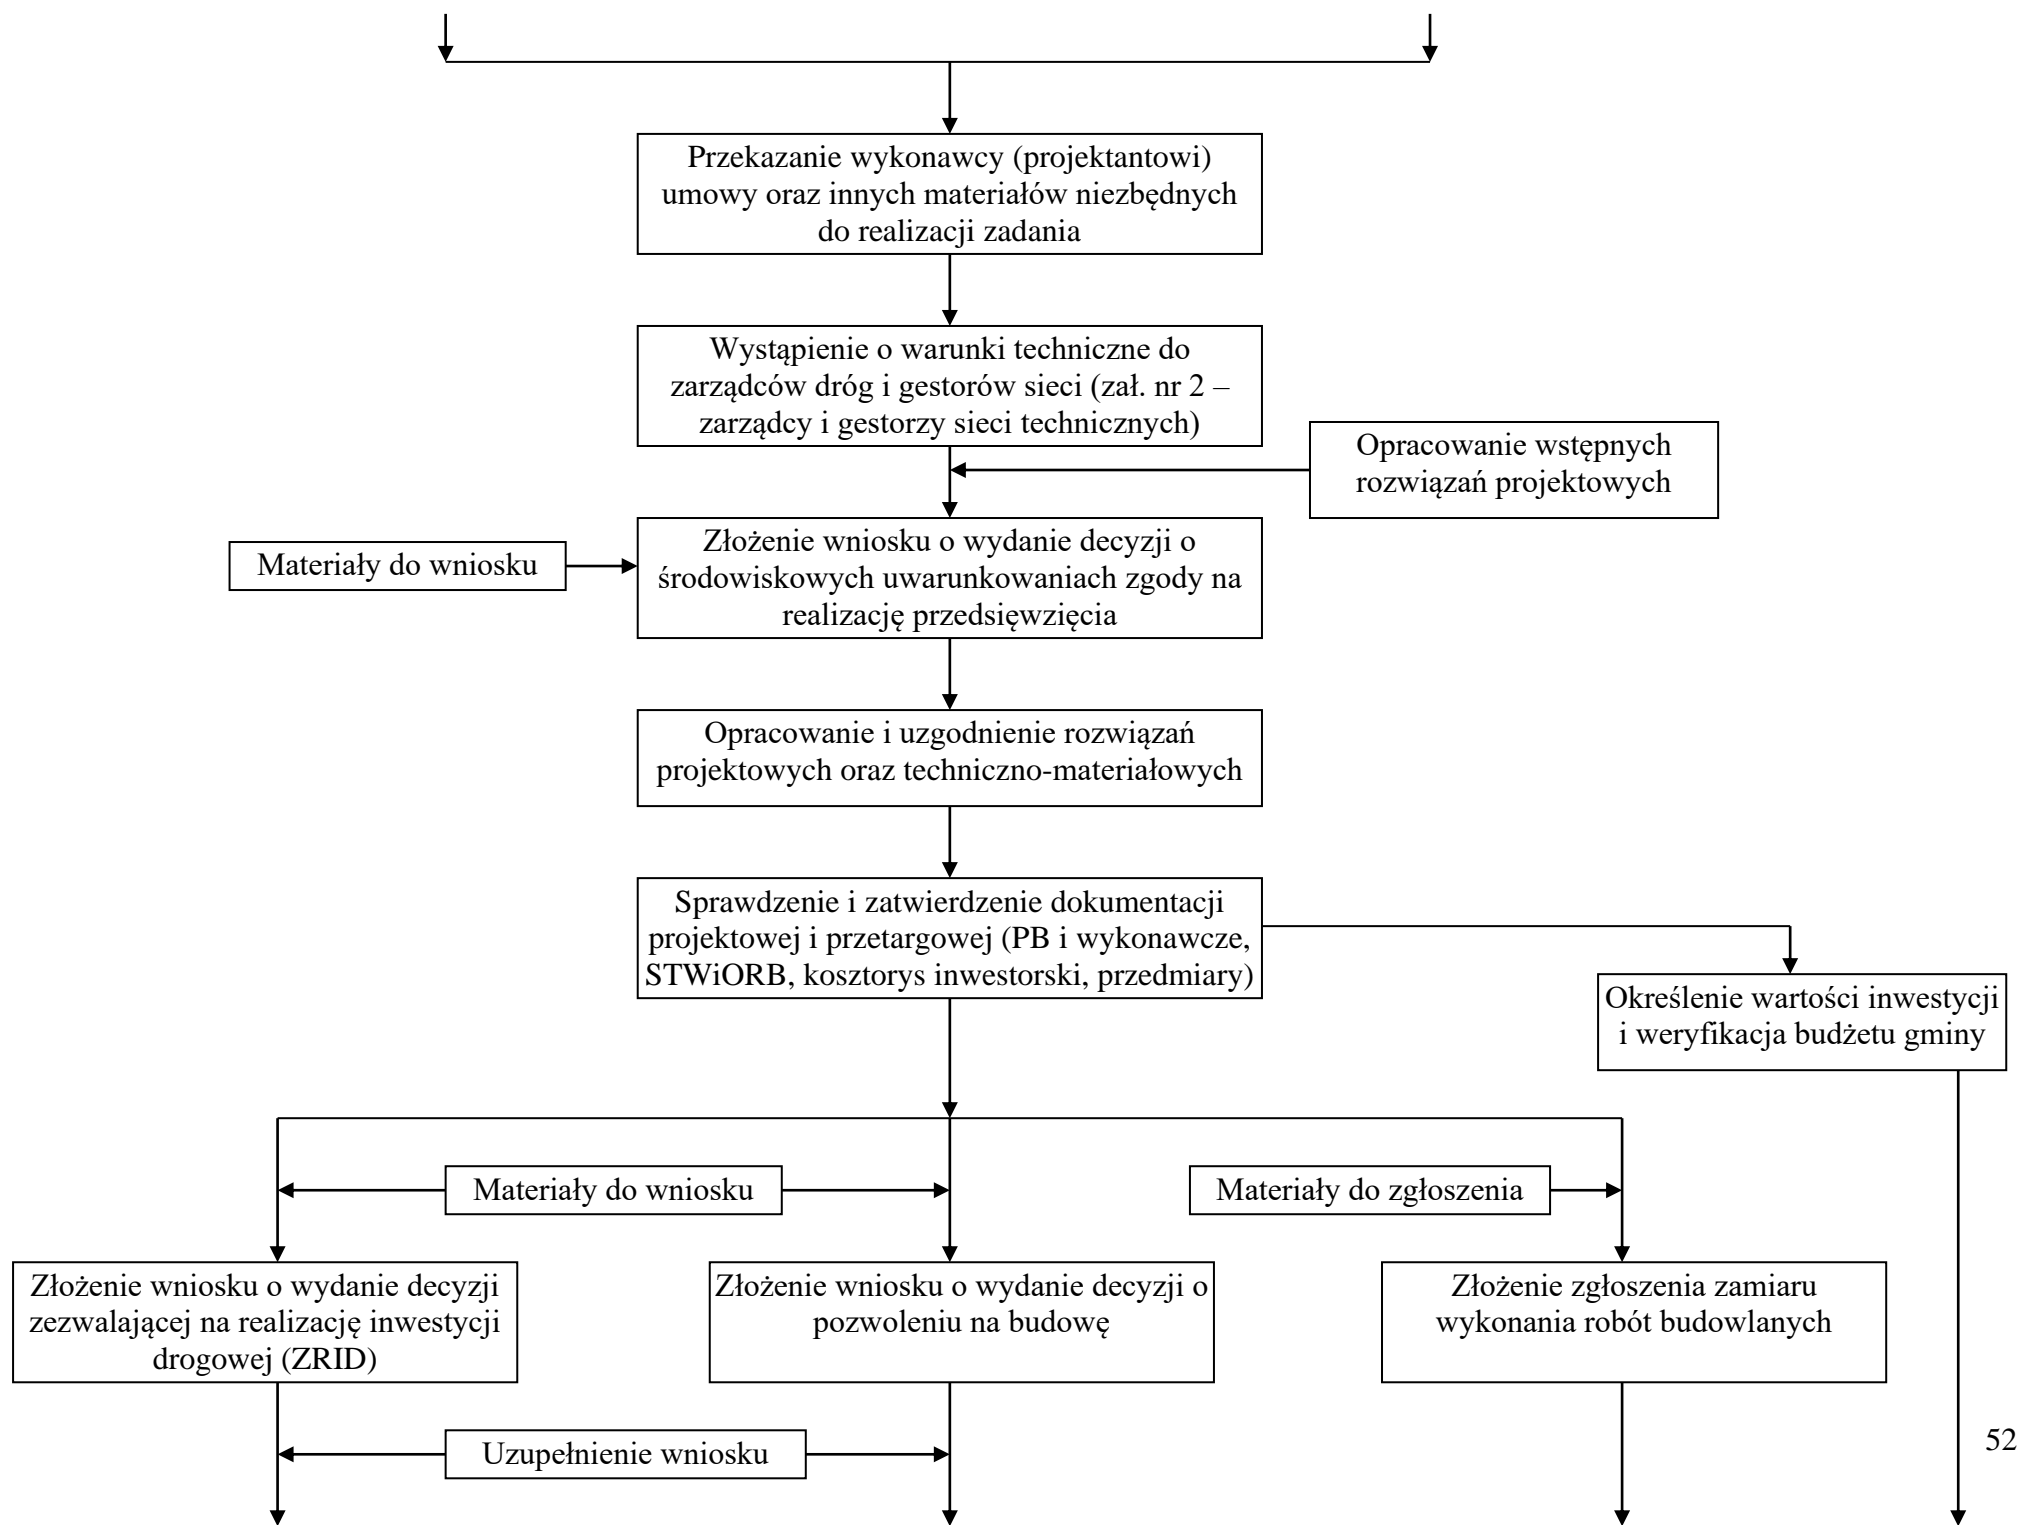 Przekazanie wykonawcy (projektantowi)
umowy oraz innych materiałów niezbędnych
do realizacji zadania
Wystąpienie o warunki techniczne do
zarządców dróg i gestorów sieci (zał. nr 2 –
zarządcy i gestorzy sieci technicznych)
Opracowanie wstępnych
rozwiązań projektowych
Materiały do wniosku
Złożenie wniosku o wydanie decyzji o
środowiskowych uwarunkowaniach zgody na
realizację przedsięwzięcia
Opracowanie i uzgodnienie rozwiązań
projektowych oraz techniczno-materiałowych
Sprawdzenie i zatwierdzenie dokumentacji
projektowej i przetargowej (PB i wykonawcze,
STWiORB, kosztorys inwestorski, przedmiary)
Określenie wartości inwestycji
i weryfikacja budżetu gminy
Materiały do wniosku
Materiały do zgłoszenia
Złożenie wniosku o wydanie decyzji
zezwalającej na realizację inwestycji
drogowej (ZRID)
Złożenie wniosku o wydanie decyzji o
pozwoleniu na budowę
Złożenie zgłoszenia zamiaru
wykonania robót budowlanych
Uzupełnienie wniosku
52